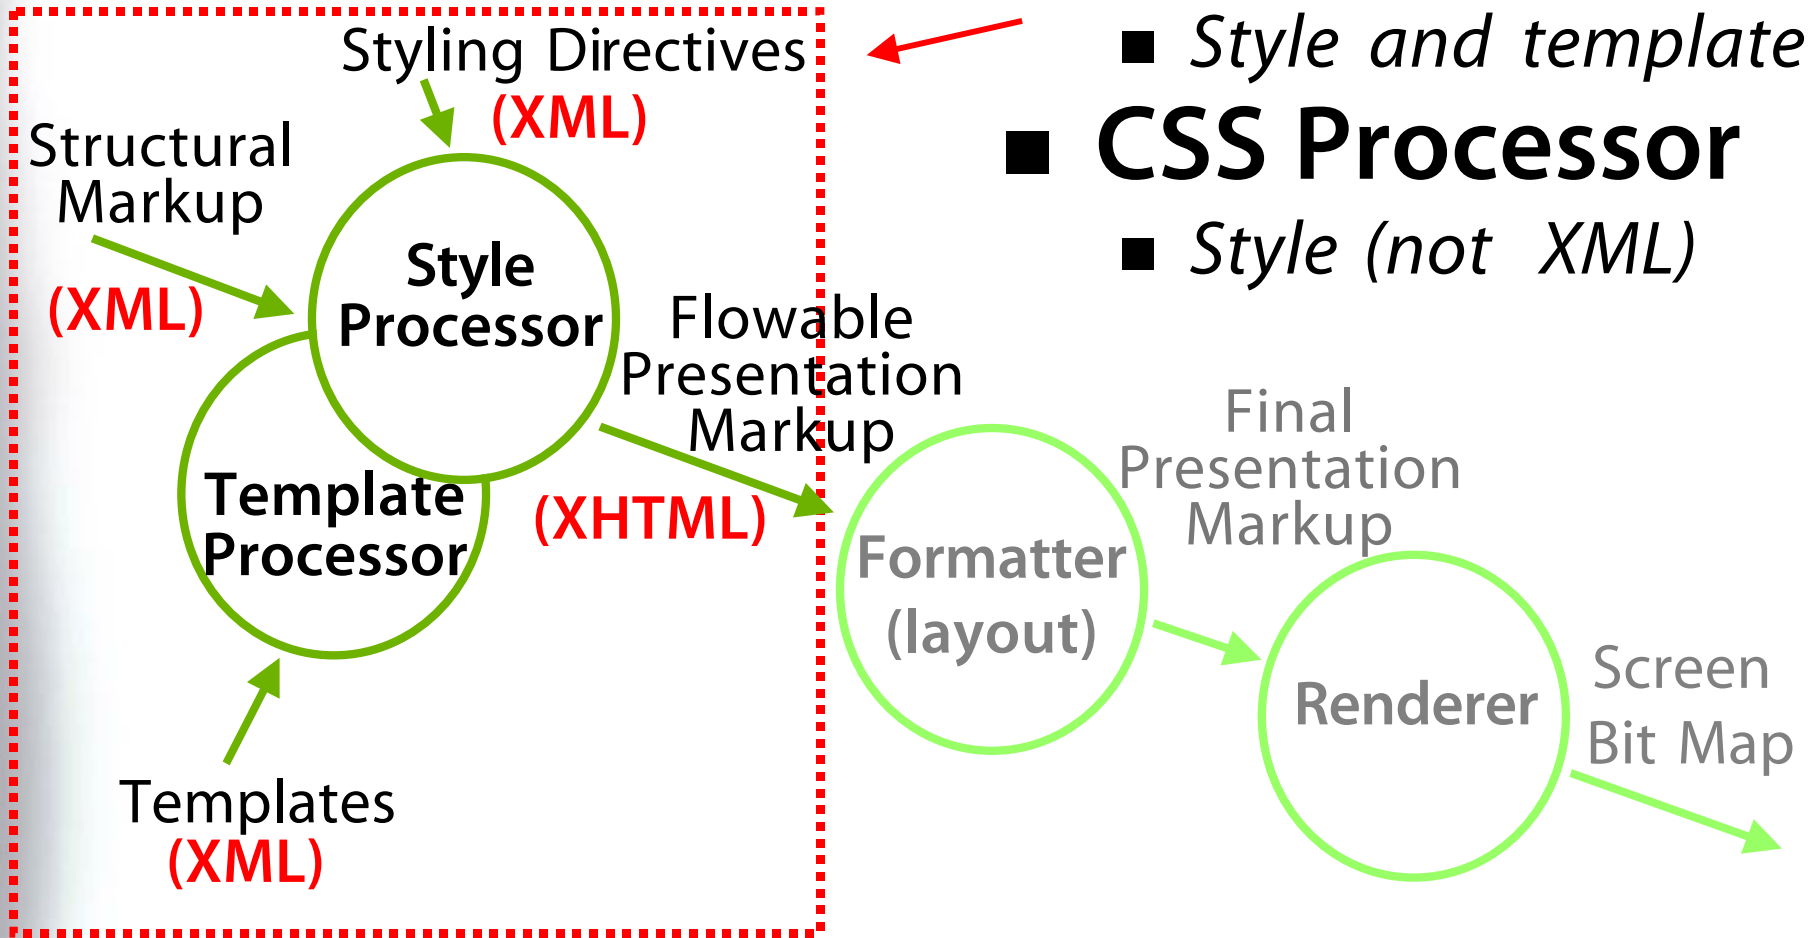 Styling Directives
(XML)
Structural
Markup
(XML)
Style
Processor
Flowable
Presentation
Markup
(XHTML)
Template
Processor
Templates
(XML)
■ Style and template
■ CSS Processor
■ Style (not XML)
Formatter
(layout)
Final
Presentation
Markup
Renderer
Screen
Bit Map